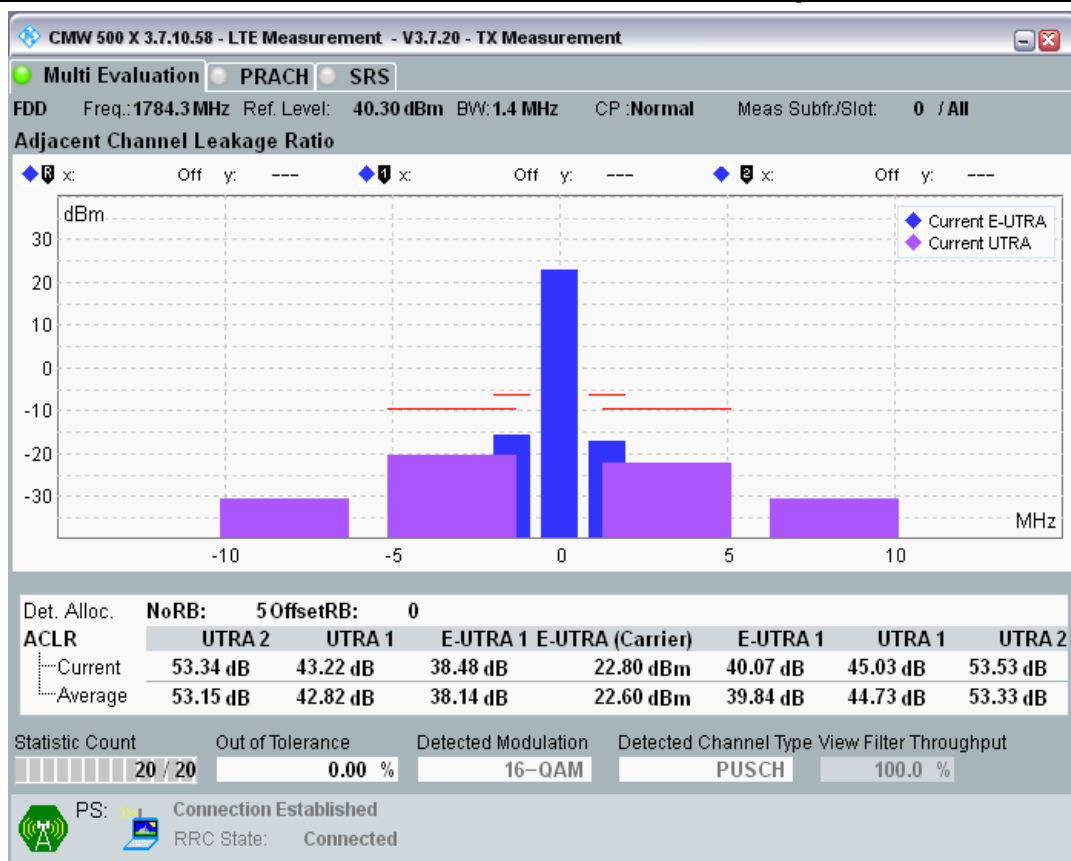 CMW 500 X 3.7.10.58 - LTE Measurement - V3.7.20 - TX Measurement
Multi Evaluation PRACH SRS
FDD Freq.: 1784.3 MHz Ref. Level: 40.30 dBm BW: 1.4 MHz CP :Normal Meas Subfr./Slot: 0 / All
Adjacent Channel Leakage Ratio
R x: Off y: --- 1 x: Off y: --- 2 x: Off y: ---
dBm
Current E-UTRA
Current UTRA
30
20
10
0
-10
-20
-30
MHz
-10 -5 0 5 10
Det. Alloc. NoRB: 5 OffsetRB: 0
ACLR UTRA 2 UTRA 1 E-UTRA 1 E-UTRA (Carrier) E-UTRA 1 UTRA 1 UTRA 2
Current 53.34 dB 43.22 dB 38.48 dB 22.80 dBm 40.07 dB 45.03 dB 53.53 dB
Average 53.15 dB 42.82 dB 38.14 dB 22.60 dBm 39.84 dB 44.73 dB 53.33 dB
Statistic Count Out of Tolerance Detected Modulation Detected Channel Type View Filter Throughput
20 / 20 0.00 % 16-QAM PUSCH 100.0 %
PS: Connection Established
RRC State: Connected